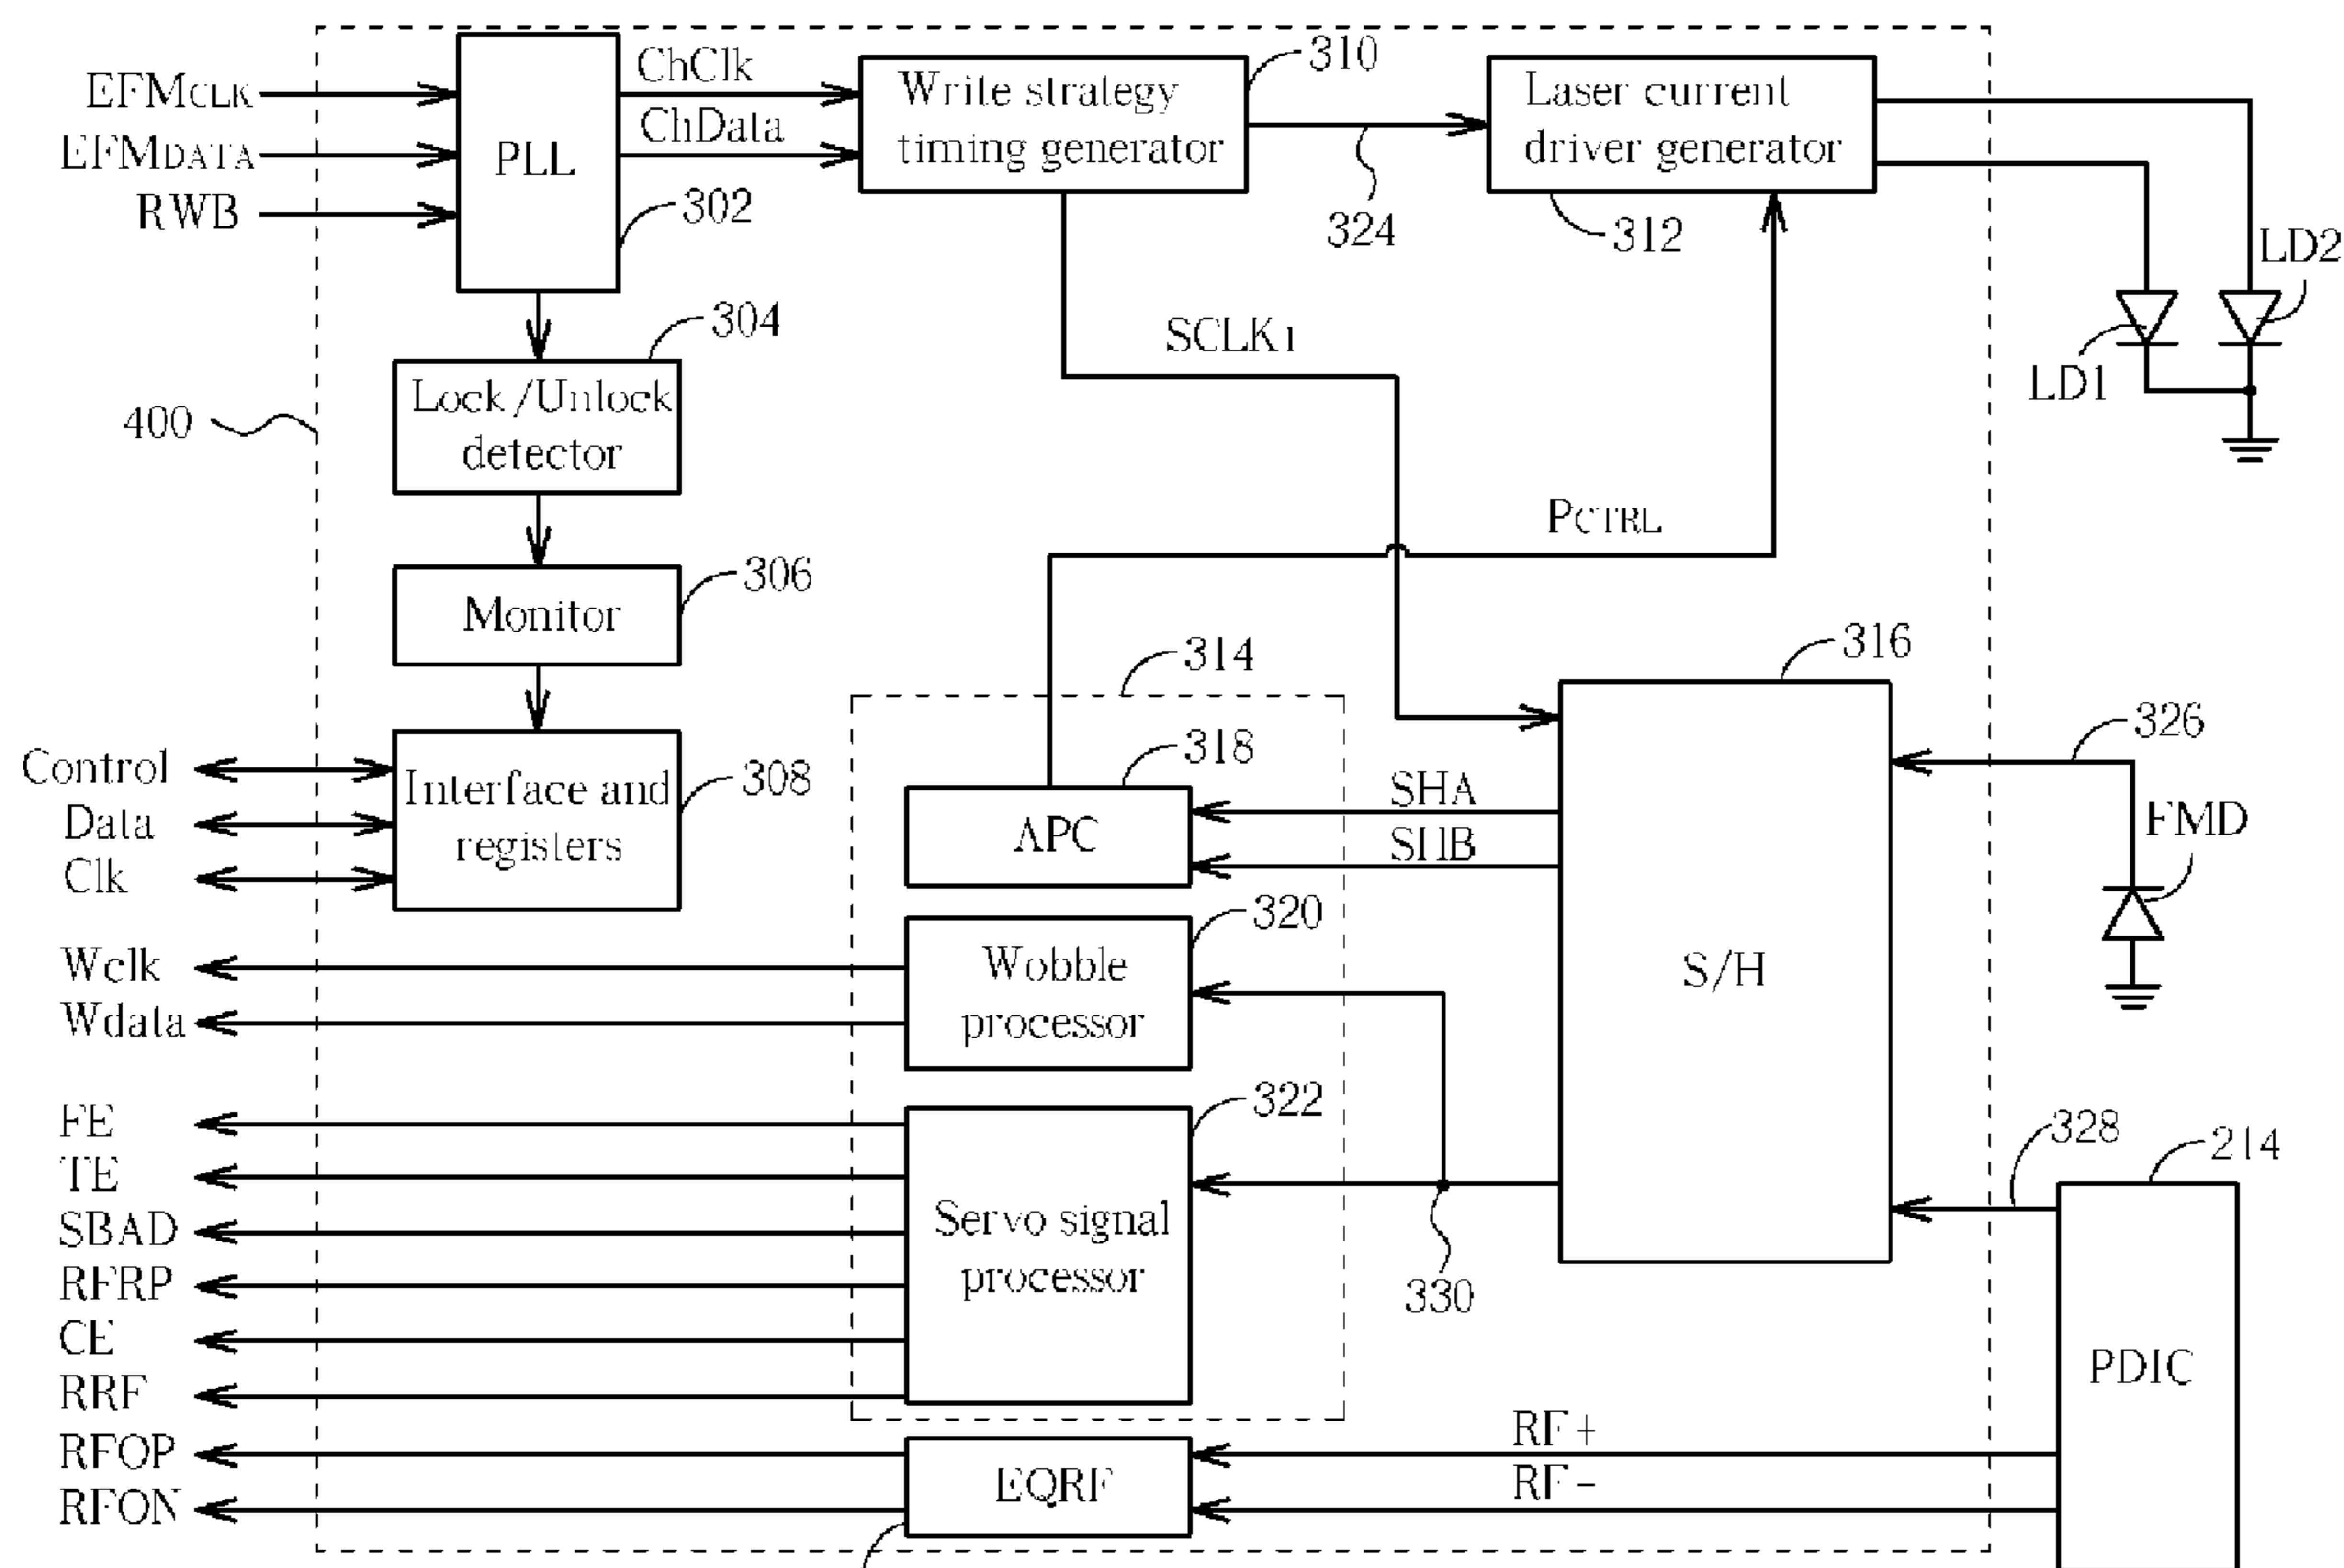 EFMCLK
EFMDATA
RWB
PLL
302
ChClk
ChData
Write strategy
timing generator
310
324
Laser current
driver generator
312
LD2
LD1
304
Lock/Unlock
detector
400
SCLK1
PCTRL
306
Monitor
314
316
326
318
Control
Data
Clk
Interface and
registers
308
APC
SHA
SHB
FMD
320
Wclk
Wdata
Wobble
processor
S/H
322
FE
TE
SBAD
RFRP
CE
RRF
Servo signal
processor
330
328
214
PDIC
RFOP
RFON
EQRF
RF+
RF-